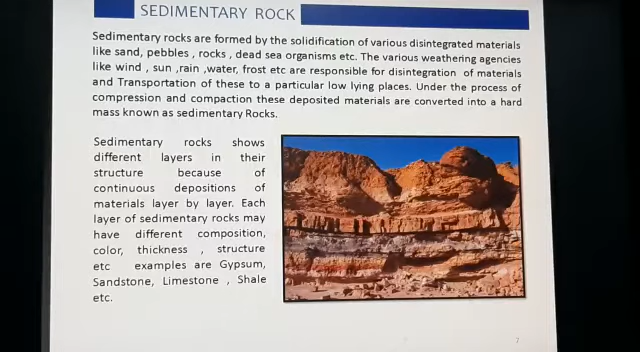 SEDIMENTARY ROCK
Sedimentary rocks are formed by the solidification of various disintegrated materials
like sand, pebbles , rocks , dead sea organisms etc. The various weathering agencies
like wind , sun ,rain ,water, frost etc are responsible for disintegration of materials
and Transportation of these to a particular low lying places. Under the process of
compression and compaction these deposited materials are converted into a hard
mass known as sedimentary Rocks.
Sedimentary rocks shows
different layers in their
structure because of
continuous depositions of
materials layer by layer. Each
layer of sedimentary rocks may
have different composition,
color, thickness , structure
etc examples are Gypsum,
Sandstone, Limestone , Shale
etc.
7